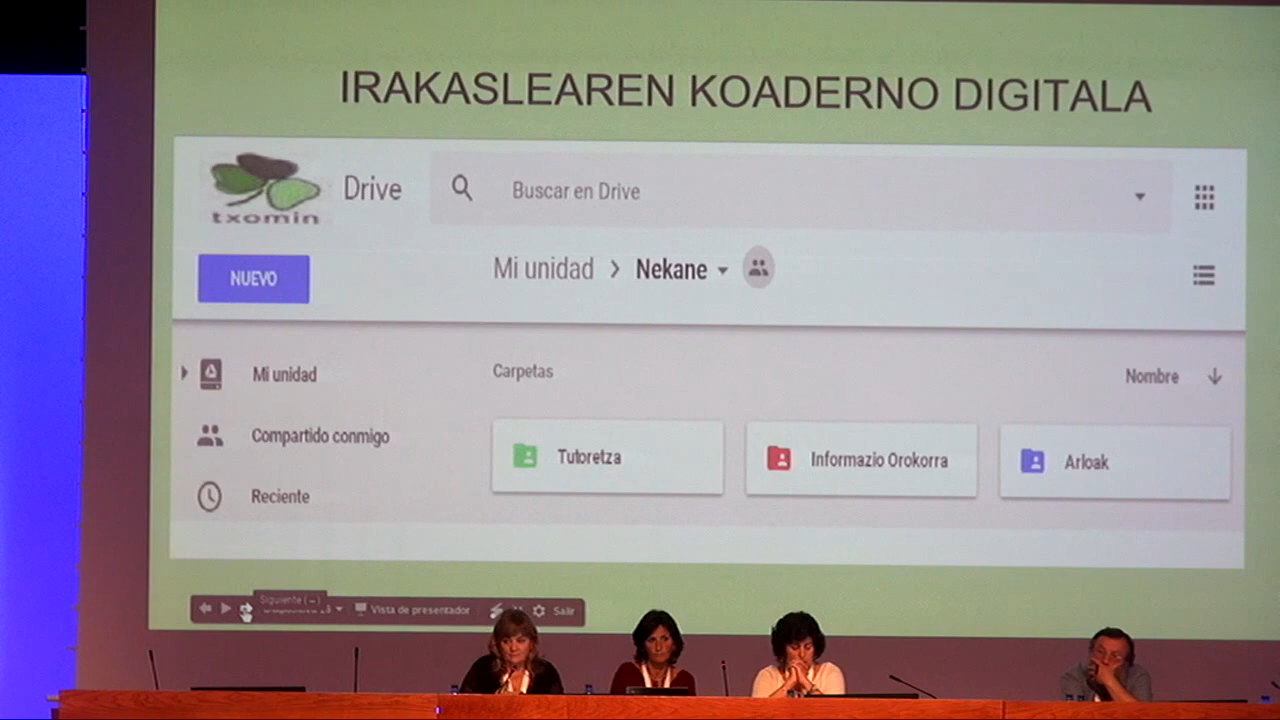 IRAKASLEAREN KOADERNO DIGITALA
txomin
Drive
Buscar en Drive
NUEVO
Mi unidad > Nekane
Mi unidad
Carpetas
Nombre
Compartido conmigo
Tutoretza
Informazio Orokorra
Arloak
Reciente
Siguiente (→)
Vista de presentador
Salir